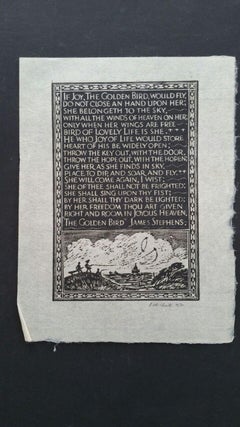 IF JOY, THE GOLDEN BIRD, WOULD FLY,
DO NOT CLOSE AN HAND UPON HER;
SHE BELONGETH TO THE SKY,
WITH ALL THE WINDS OF HEAVEN ON HER,
ONLY WHEN HER WINGS ARE FREE
BIRD OF LOVELY LIFE IS SHE
HE WHO JOY OF LIFE WOULD STORE
HEART OF HIS BE WIDELY OPEN;
THROW THE KEY OUT, WITH THE DOOR,
THROW THE HOPE OUT, WITH THE HOPEN,
GIVE HER, AS SHE FINDS IN SKY,
PLACE TO DIP, AND SOAR, AND FLY
SHE WILL COME AGAIN, I WIST,
SHE OF THEE SHALL NOT BE FRIGHTED;
SHE SHALL SING UPON THY FIST;
BY HER SHALL THY DARK BE LIGHTED;
BY HER FREEDOM THOU ART GIVEN
RIGHT AND ROOM IN JOYOUS HEAVEN,
"THE GOLDEN BIRD" JAMES STEPHENS.